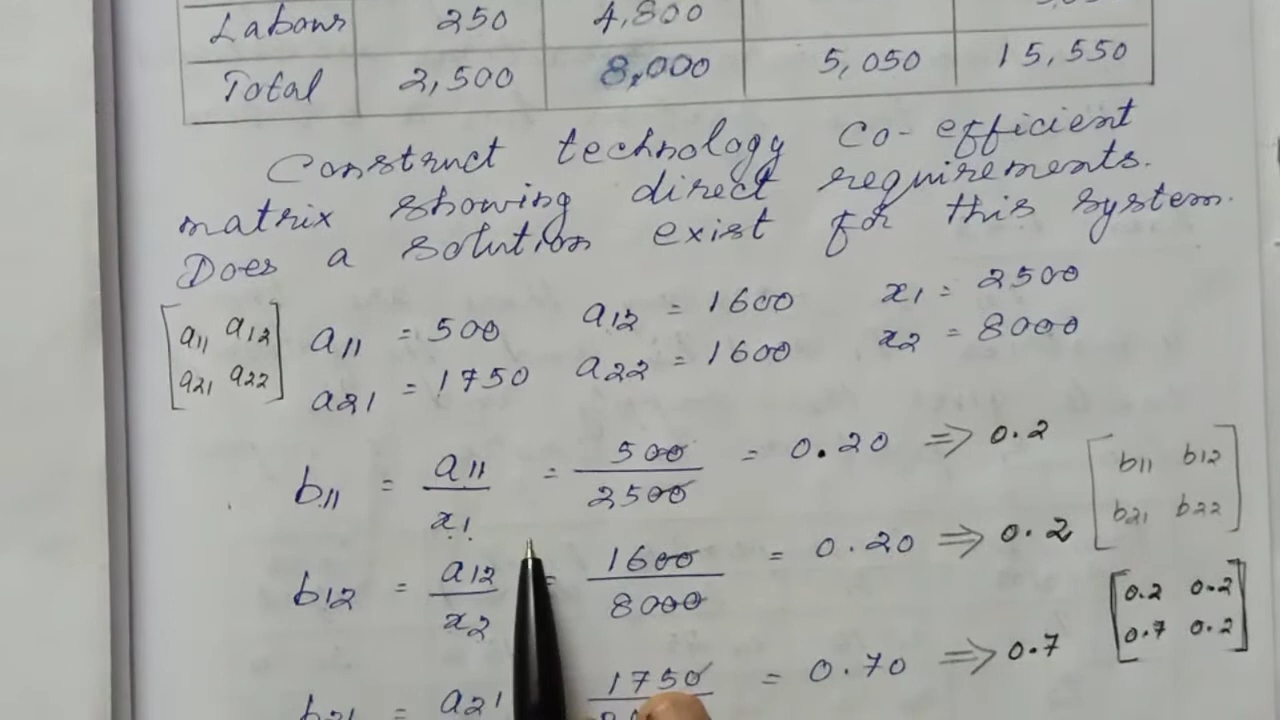 Labour 250 4,800
Total 2,500 8,000 5,050 15,550
Construct technology co-efficient
matrix showing direct requirements.
Does a solution exist for this system.
[a11 a12 a21 a22] a11 = 500 a12 = 1600 x1 = 2500
a21 = 1750 a22 = 1600 x2 = 8000
b11 = a11/x1 = 500/2500 = 0.20 => 0.2 [b11 b12 b21 b22]
b12 = a12/x2 = 1600/8000 = 0.20 => 0.2 [0.2 0.2 0.7 0.2]
b21 = a21 1750 = 0.70 => 0.7